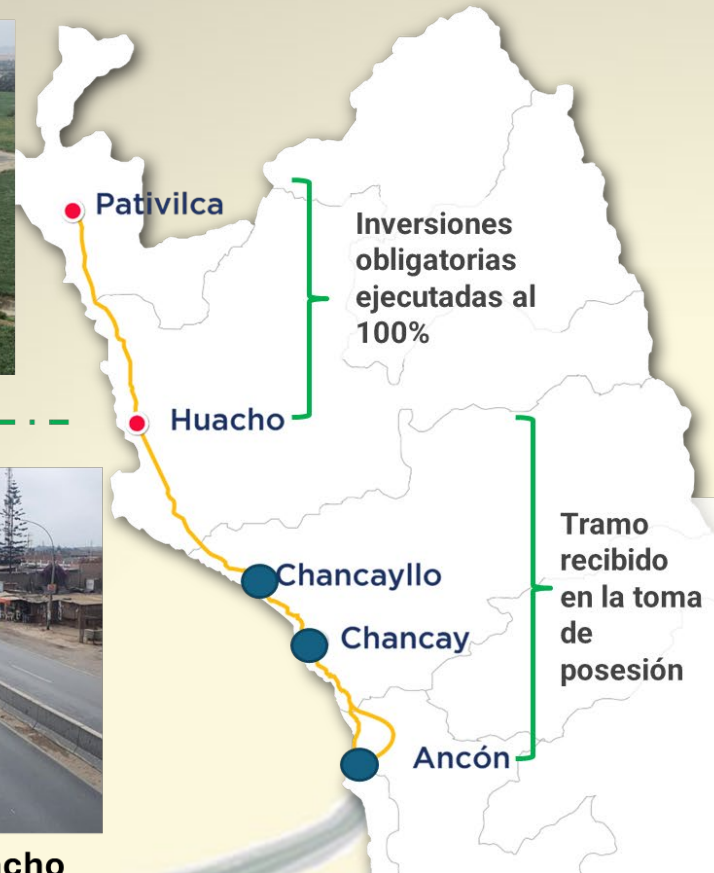 Pativilca
Inversiones
obligatorias
ejecutadas al
100%
Huacho
Chancayllo
Chancay
Ancón
Tramo
recibido
en la toma
de
posesión